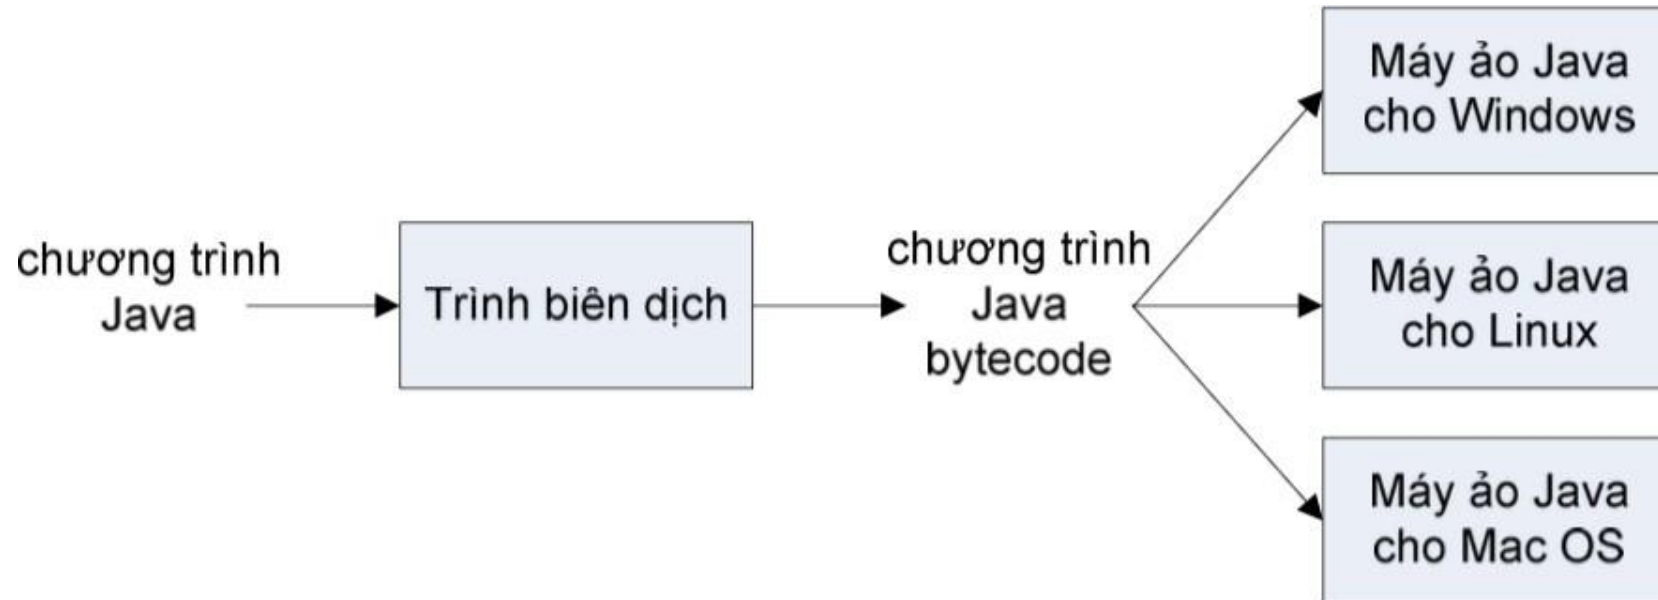 chương trình
Java
Trình biên dịch
chương trình
Java
bytecode
Máy ảo Java
cho Windows
Máy ảo Java
cho Linux
Máy ảo Java
cho Mac OS